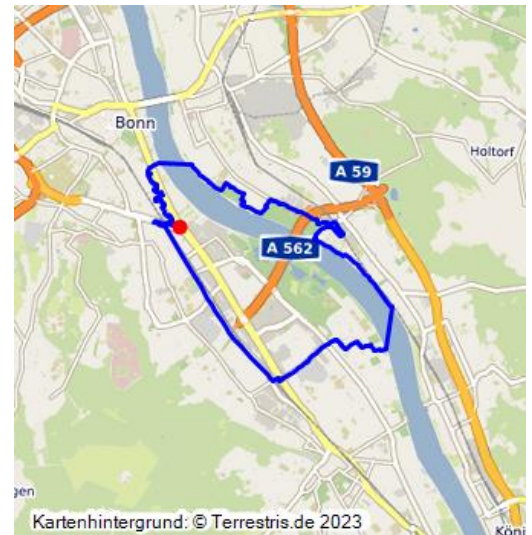 Bonn
Holtorf
A 59
A 562
gen
Köni
Kartenhintergrund: © Terrestris.de 2023